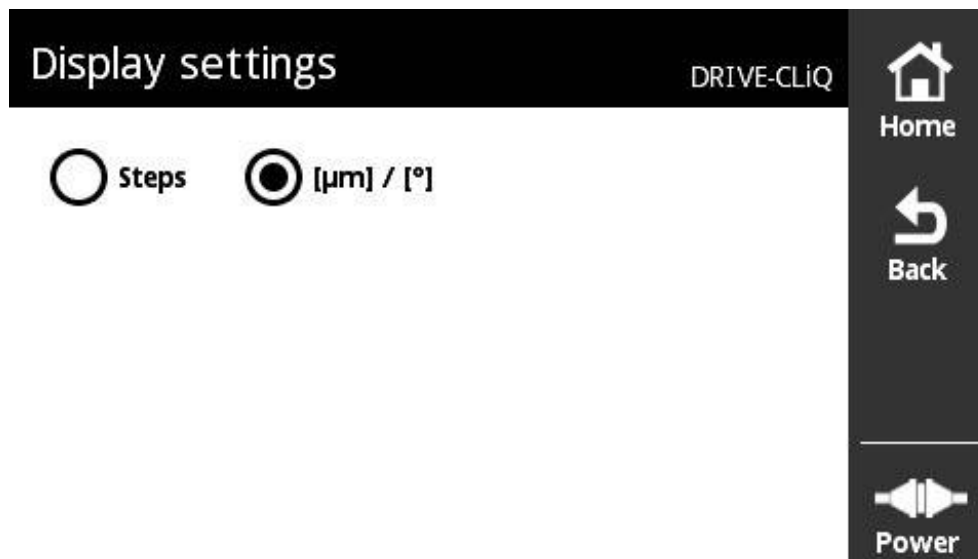 Display settings
DRIVE-CLiQ
Steps
[µm] / [°]
Home
Back
Power